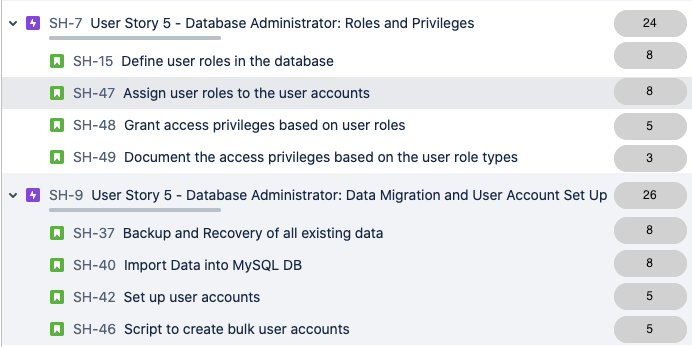 SH-7 User Story 5 - Database Administrator: Roles and Privileges 24
SH-15 Define user roles in the database 8
SH-47 Assign user roles to the user accounts 8
SH-48 Grant access privileges based on user roles 5
SH-49 Document the access privileges based on the user role types 3
SH-9 User Story 5 - Database Administrator: Data Migration and User Account Set Up 26
SH-37 Backup and Recovery of all existing data 8
SH-40 Import Data into MySQL DB 8
SH-42 Set up user accounts 5
SH-46 Script to create bulk user accounts 5